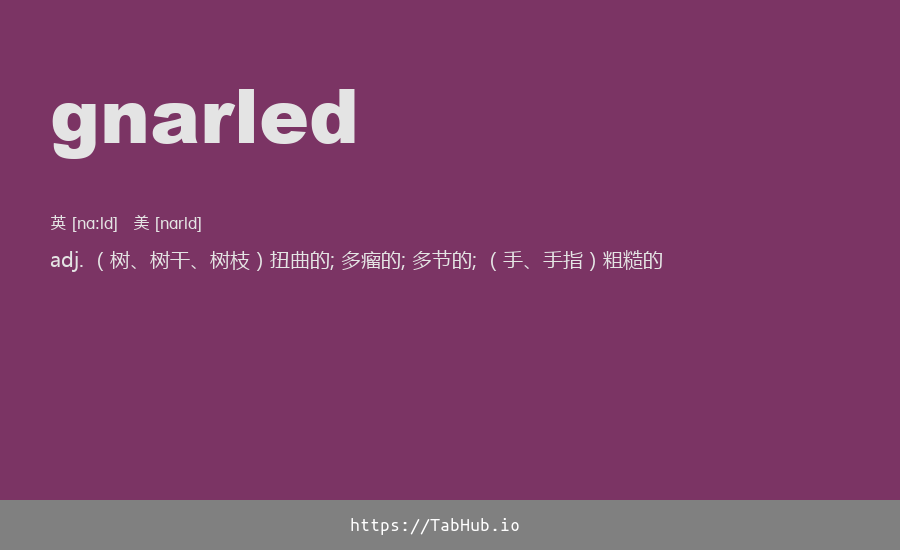 gnarled
英 [nɑːld] 美 [nɑrld]
adj. （树、树干、树枝）扭曲的; 多瘤的; 多节的; （手、手指）粗糙的
https://TabHub.io